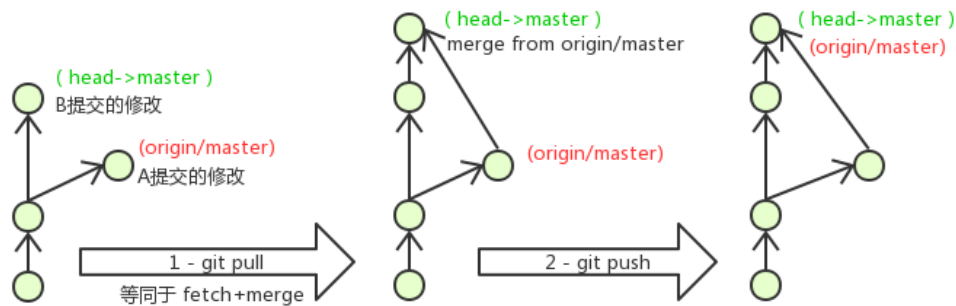 ( head->master )
B提交的修改
(origin/master)
A提交的修改
1 - git pull
等同于 fetch+merge
( head->master )
merge from origin/master
(origin/master)
2 - git push
( head->master )
(origin/master)